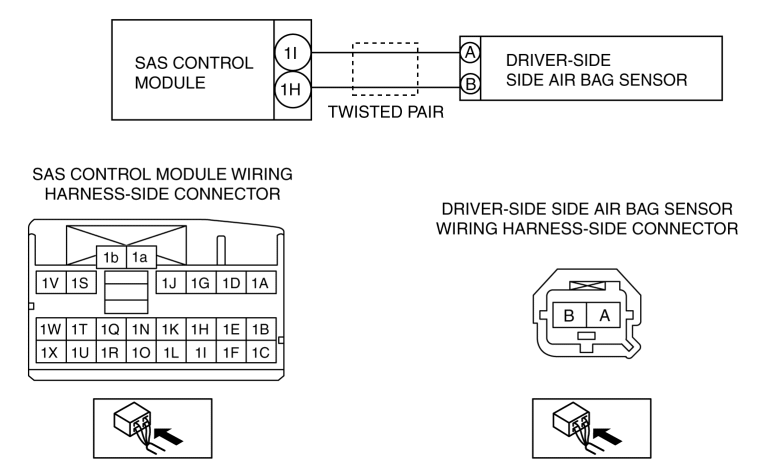 SAS CONTROL
MODULE
1I
1H
A
B
DRIVER-SIDE
SIDE AIR BAG SENSOR
TWISTED PAIR
SAS CONTROL MODULE WIRING
HARNESS-SIDE CONNECTOR
1b 1a
1V 1S 1J 1G 1D 1A
1W 1T 1Q 1N 1K 1H 1E 1B
1X 1U 1R 1O 1L 1I 1F 1C
DRIVER-SIDE SIDE AIR BAG SENSOR
WIRING HARNESS-SIDE CONNECTOR
B A